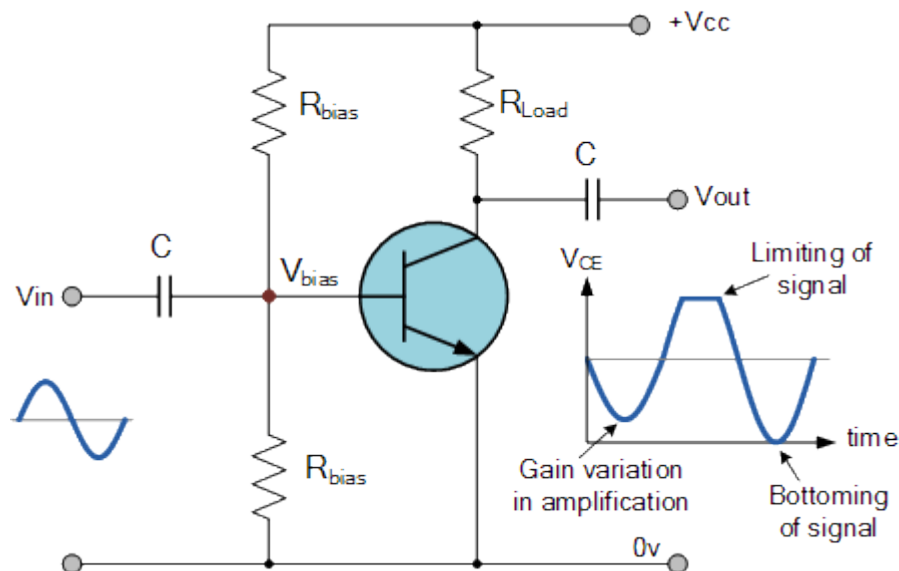 +Vcc
Rbias
RLoad
C
Vout
C
Vbias
Vin
VCE
Limiting of
signal
time
Gain variation
in amplification
Bottoming
of signal
Rbias
0v